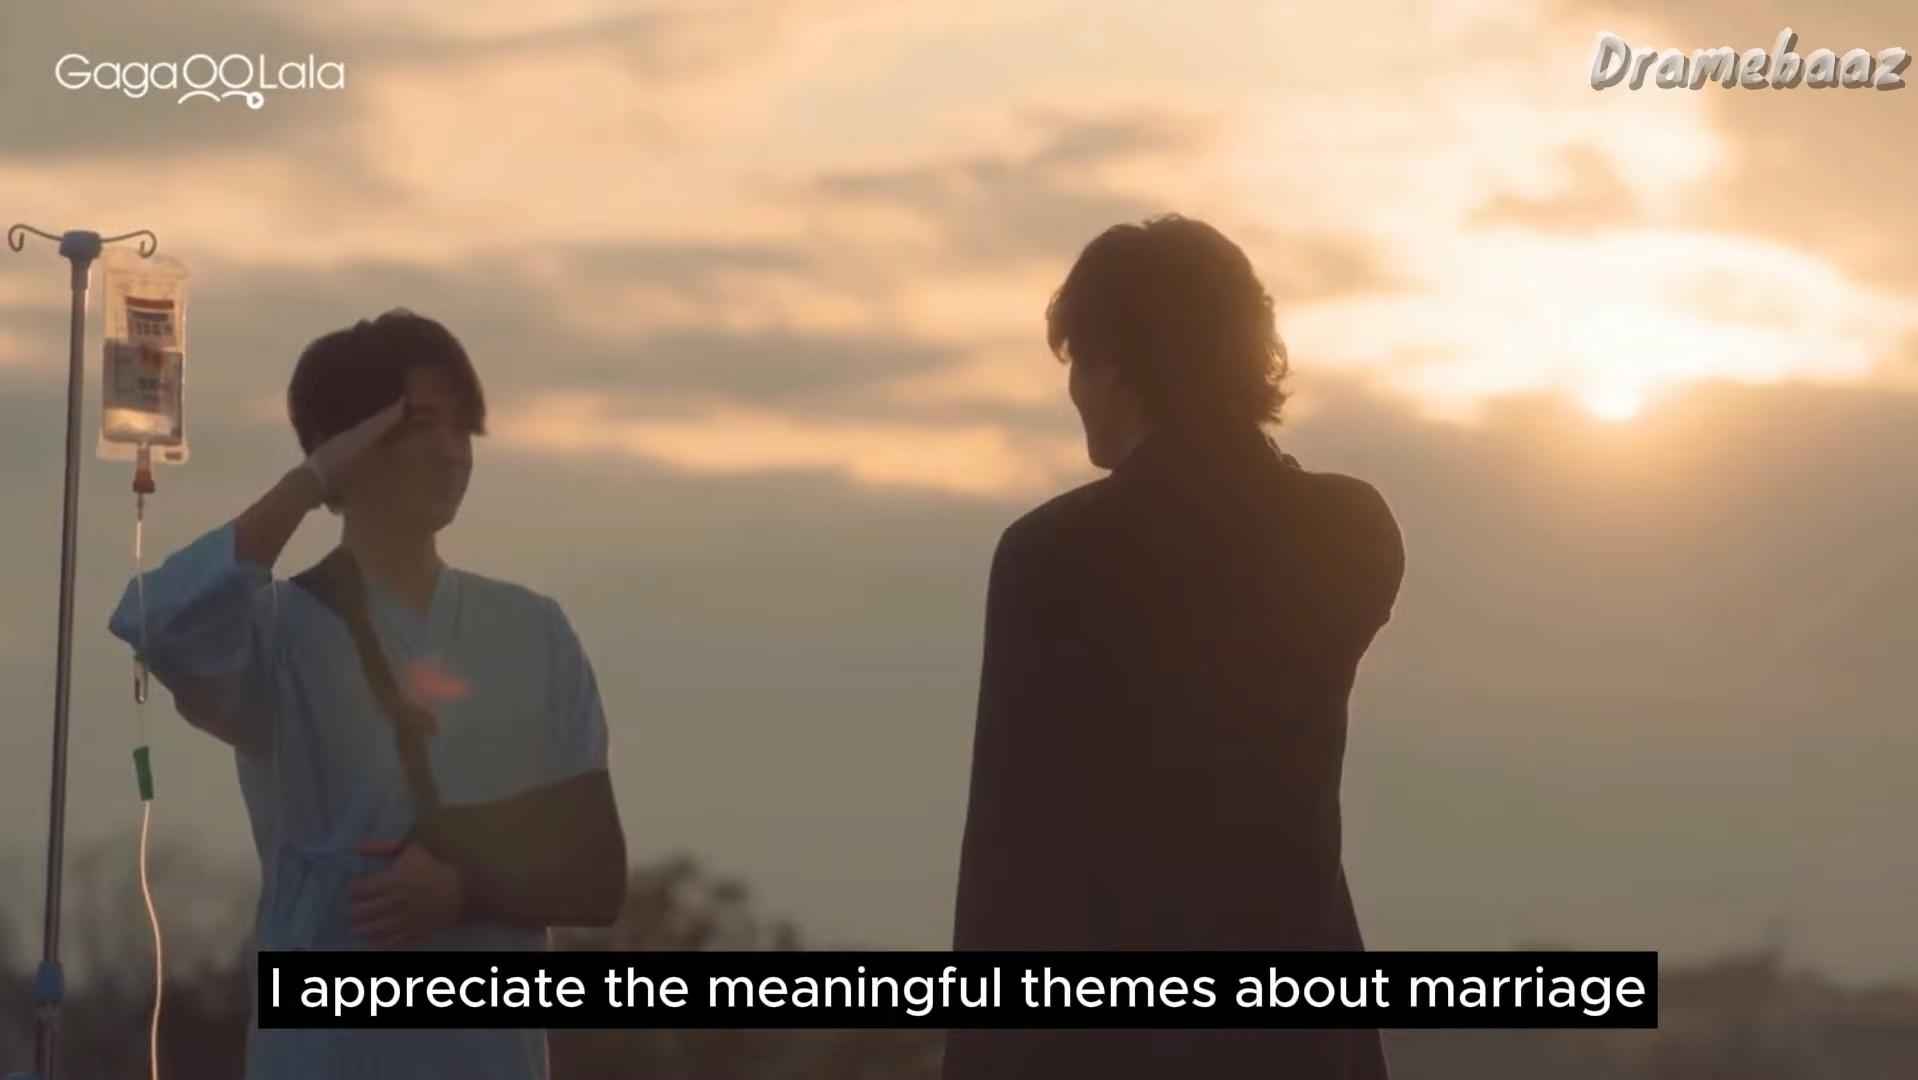 GagaOOLala
Dramebaaz
I appreciate the meaningful themes about marriage